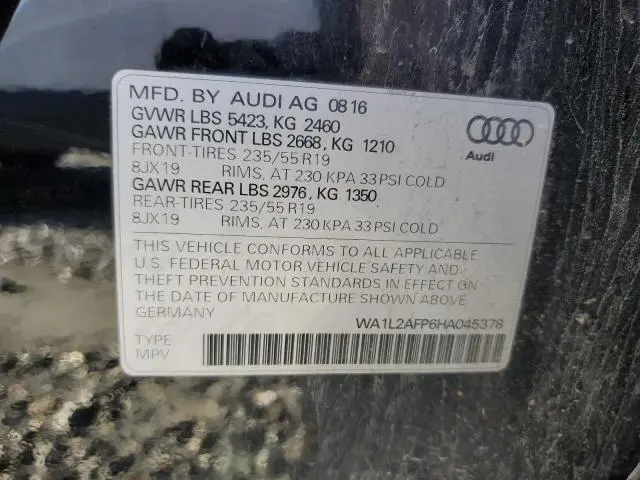 MFD. BY AUDI AG 08 16
GVWR LBS 5423, KG 2460
GAWR FRONT LBS 2668, KG 1210
FRONT-TIRES 235/55 R19
8JX19 RIMS, AT 230 KPA 33 PSI COLD
GAWR REAR LBS 2976, KG 1350
REAR-TIRES 235/55 R19
8JX19 RIMS, AT 230 KPA 33 PSI COLD
Audi
THIS VEHICLE CONFORMS TO ALL APPLICABLE
U.S. FEDERAL MOTOR VEHICLE SAFETY AND
THEFT PREVENTION STANDARDS IN EFFECT ON
THE DATE OF MANUFACTURE SHOWN ABOVE.
GERMANY
WA1L2AFP6HA045378
TYPE:
MPV